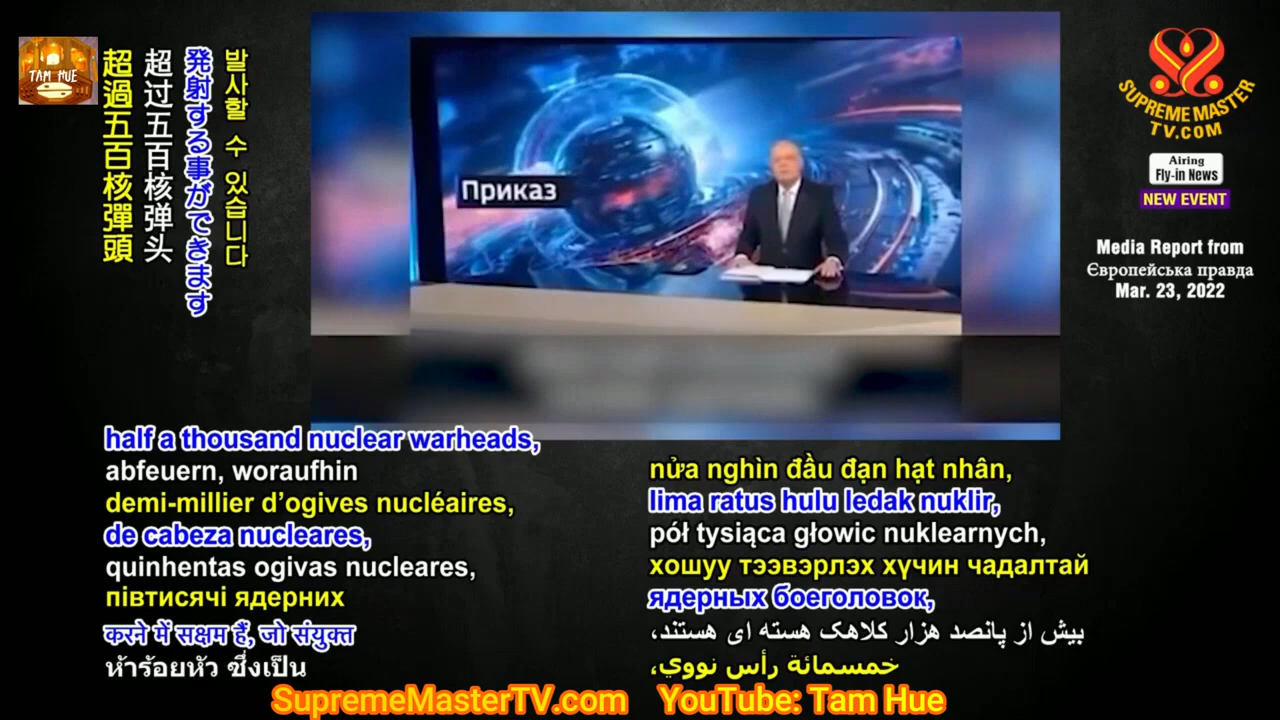 TAM HUE
超過五百核彈頭
超过五百核弹头
発射する事ができます
발사할 수 있습니다
Приказ
SUPREME MASTER
TV.COM
Airing
Fly-in News
NEW EVENT
Media Report from
Європейська правда
Mar. 23, 2022
half a thousand nuclear warheads,
abfeuern, woraufhin
demi-millier d’ogives nucléaires,
de cabeza nucleares,
quinhentas ogivas nucleares,
півтисячі ядерних
करने में सक्षम हैं, जो संयुक्त
ห้าร้อยหัว ซึ่งเป็น
nửa nghìn đầu đạn hạt nhân,
lima ratus hulu ledak nuklir,
pół tysiąca głowic nuklearnych,
хошуу тээвэрлэх хүчин чадалтай
ядерных боеголовок,
بیش از پانصد هزار کلاهک هسته ای هستند،
خمسمائة رأس نووي،
SupremeMasterTV.com YouTube: Tam Hue